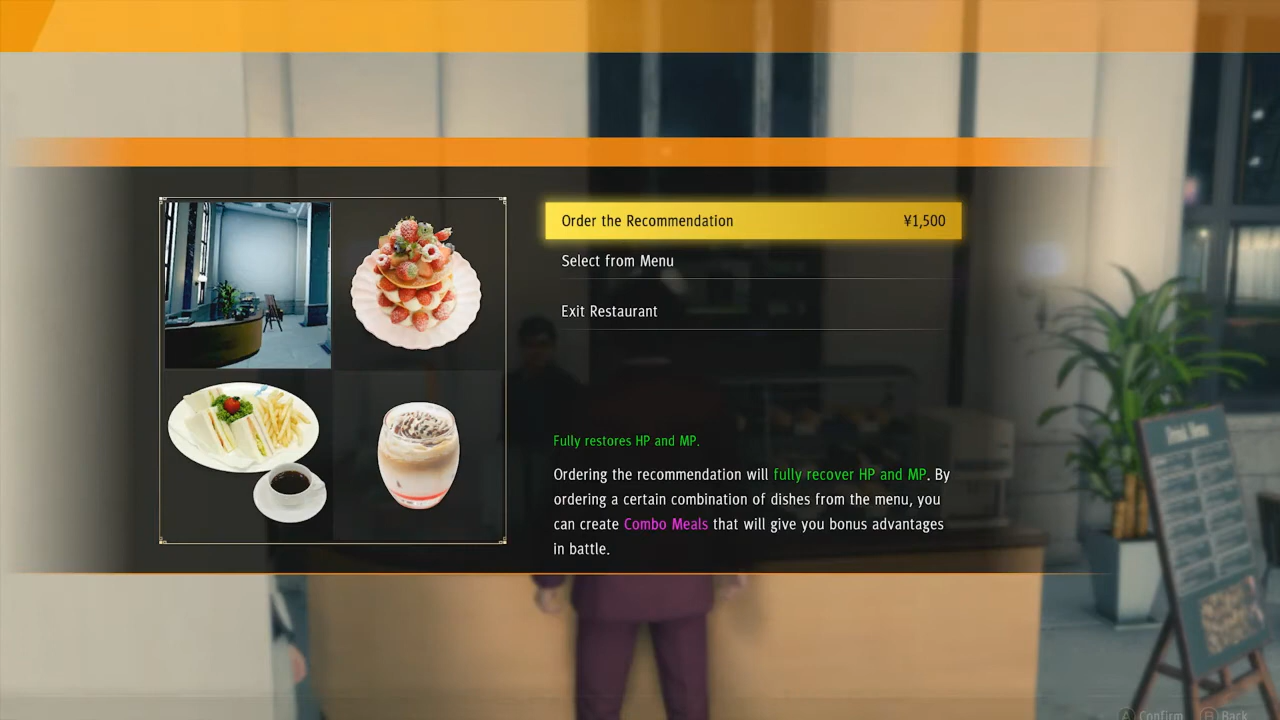 Order the Recommendation ¥1,500
Select from Menu
Exit Restaurant
Fully restores HP and MP.
Ordering the recommendation will fully recover HP and MP. By
ordering a certain combination of dishes from the menu, you
can create Combo Meals that will give you bonus advantages
in battle.
Drink Menu
A Confirm B Back